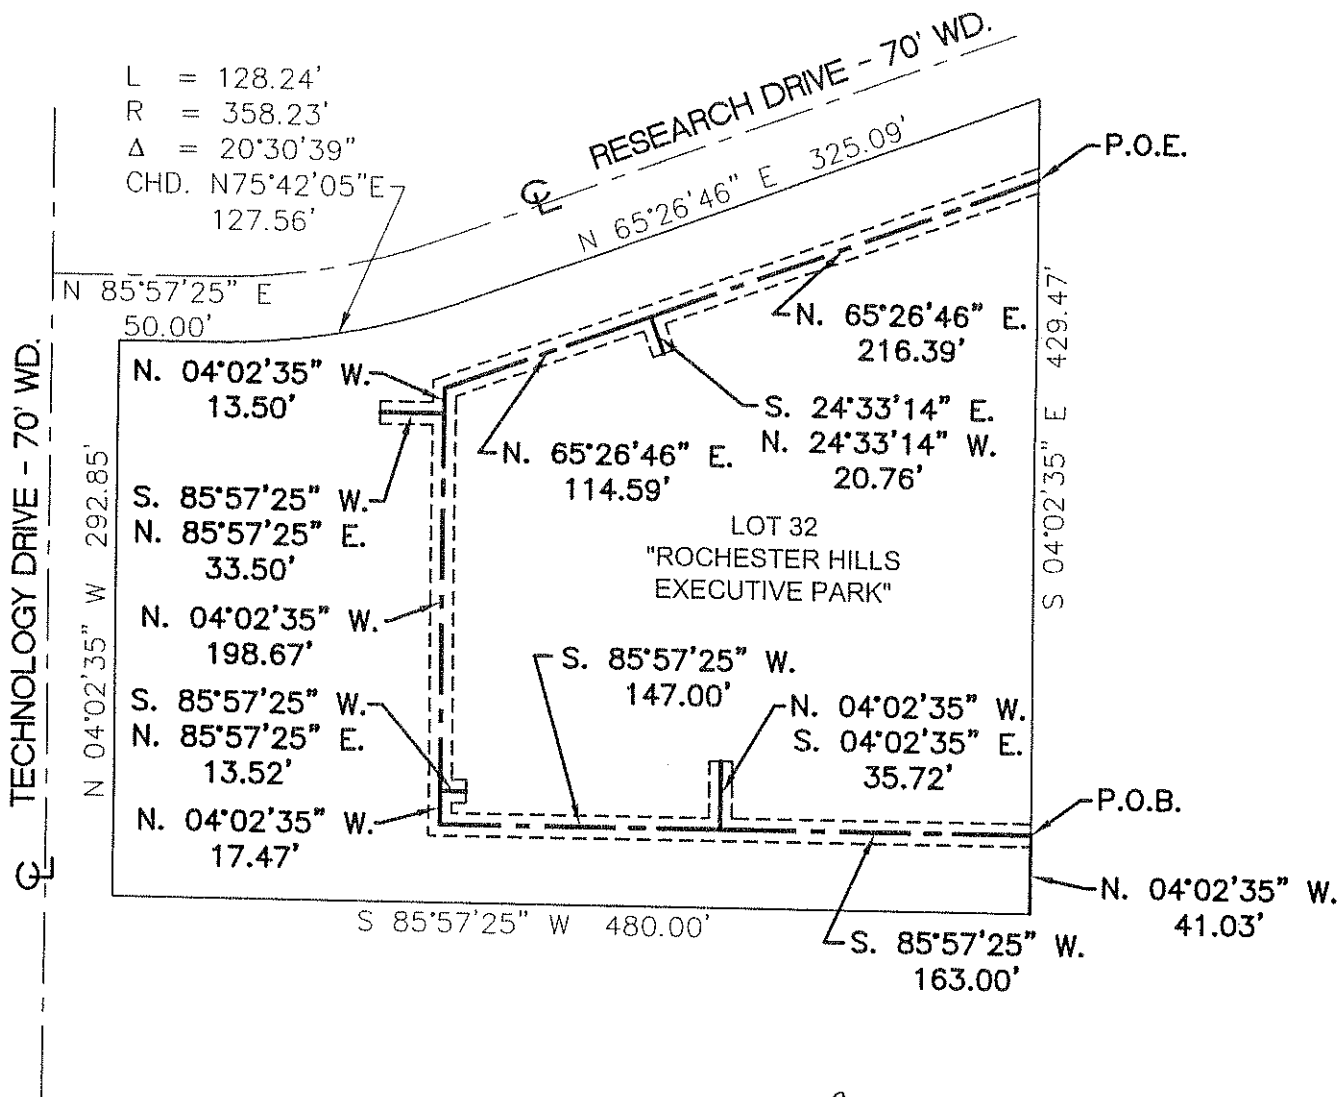 L = 128.24'
R = 358.23'
Δ = 20°30'39"
CHD. N75°42'05"E
127.56'
RESEARCH DRIVE - 70' WD.
℄
N 65°26'46" E 325.09'
P.O.E.
N 85°57'25" E
50.00'
N. 04°02'35" W.
13.50'
N. 65°26'46" E.
216.39'
S. 24°33'14" E.
N. 24°33'14" W.
20.76'
N. 65°26'46" E.
114.59'
S 04°02'35" E 429.47'
TECHNOLOGY DRIVE - 70' WD.
℄
N 04°02'35" W 292.85'
S. 85°57'25" W.
N. 85°57'25" E.
33.50'
LOT 32
"ROCHESTER HILLS
EXECUTIVE PARK"
N. 04°02'35" W.
198.67'
S. 85°57'25" W.
147.00'
S. 85°57'25" W.
N. 85°57'25" E.
13.52'
N. 04°02'35" W.
S. 04°02'35" E.
35.72'
N. 04°02'35" W.
17.47'
P.O.B.
N. 04°02'35" W.
41.03'
S 85°57'25" W 480.00'
S. 85°57'25" W.
163.00'